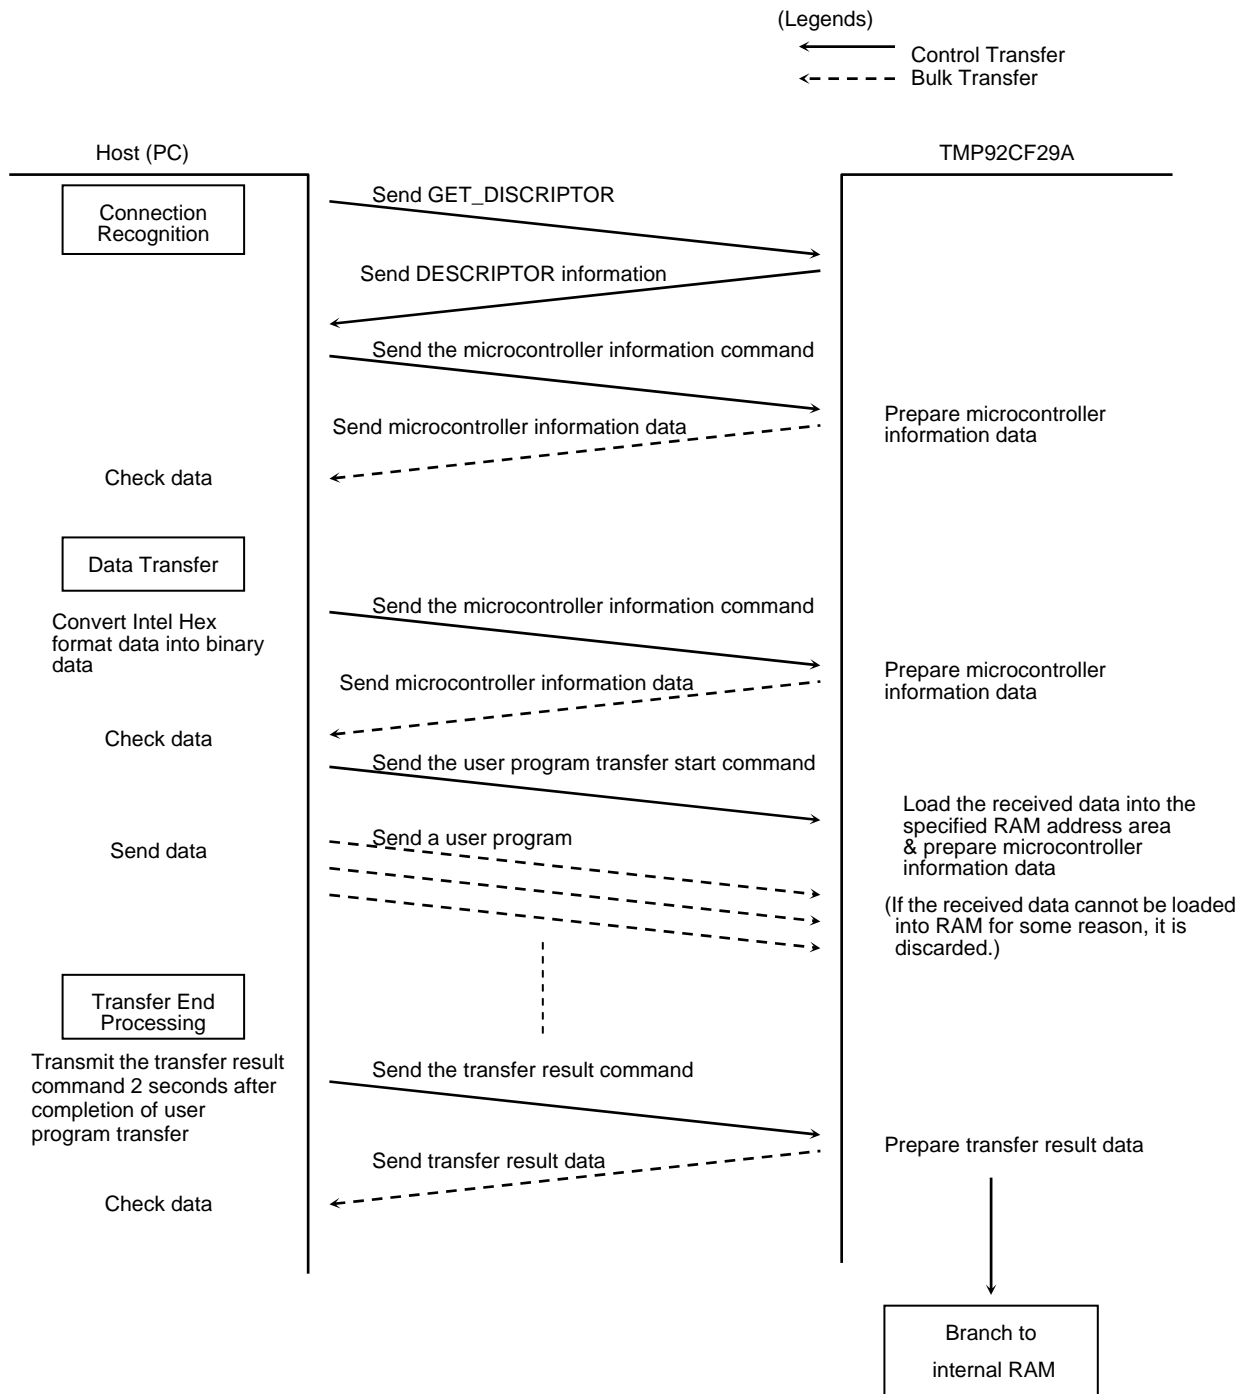 (Legends)
Control Transfer
Bulk Transfer
Host (PC)
TMP92CF29A
Connection
Recognition
Send GET_DISCRIPTOR
Send DESCRIPTOR information
Send the microcontroller information command
Prepare microcontroller
information data
Send microcontroller information data
Check data
Data Transfer
Convert Intel Hex
format data into binary
data
Send the microcontroller information command
Prepare microcontroller
information data
Send microcontroller information data
Check data
Send the user program transfer start command
Load the received data into the
specified RAM address area
& prepare microcontroller
information data
Send data
Send a user program
(If the received data cannot be loaded
into RAM for some reason, it is
discarded.)
Transfer End
Processing
Transmit the transfer result
command 2 seconds after
completion of user
program transfer
Send the transfer result command
Prepare transfer result data
Send transfer result data
Check data
Branch to
internal RAM